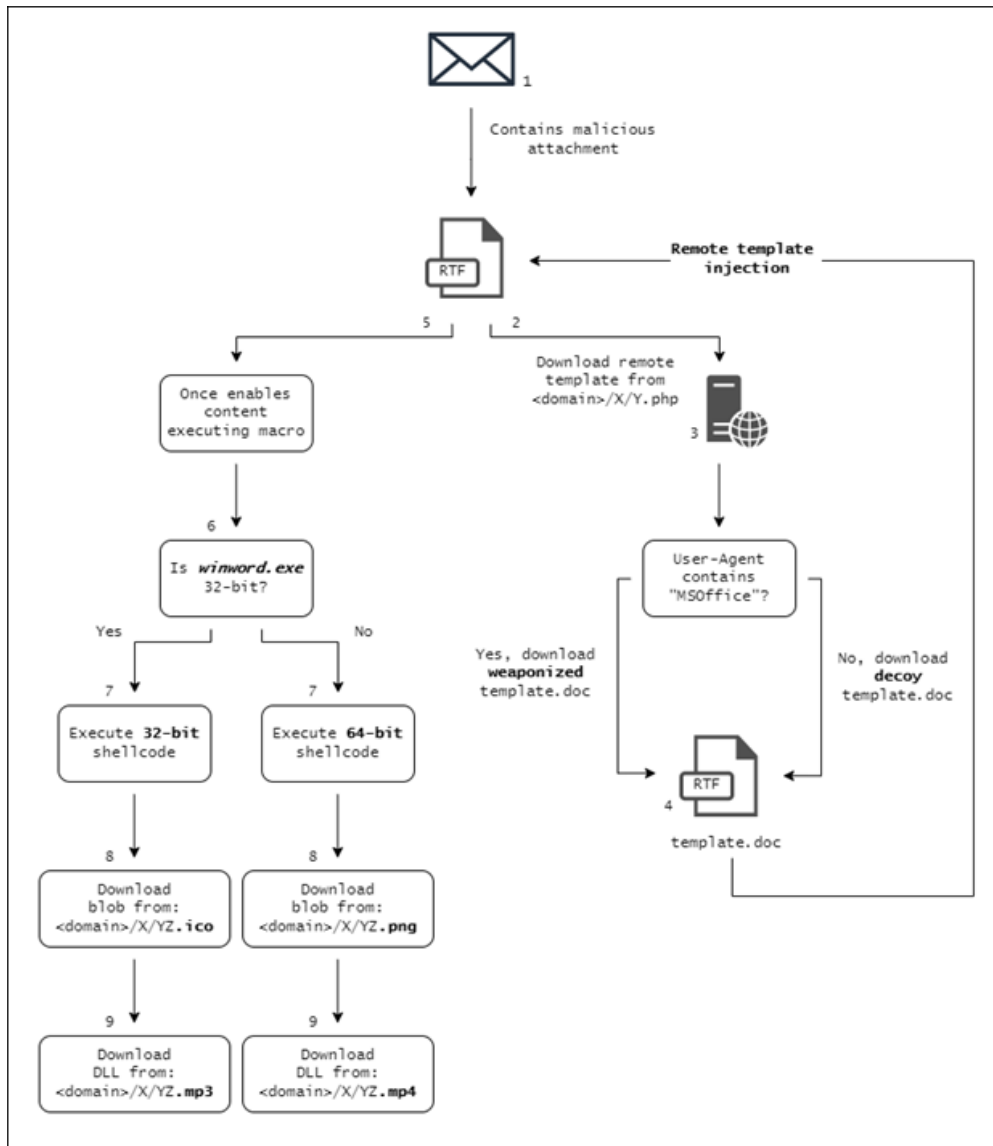 1
Contains malicious
attachment
RTF
Remote template
injection
5
2
Once enables
content
executing macro
Download remote
template from
<domain>/X/Y.php
3
6
Is winword.exe
32-bit?
User-Agent
contains
"MSOffice"?
Yes
No
Yes, download
weaponized
template.doc
No, download
decoy
template.doc
7
7
Execute 32-bit
shellcode
Execute 64-bit
shellcode
RTF
4
template.doc
8
8
Download
blob from:
<domain>/X/YZ.ico
Download
blob from:
<domain>/X/YZ.png
9
9
Download
DLL from:
<domain>/X/YZ.mp3
Download
DLL from:
<domain>/X/YZ.mp4